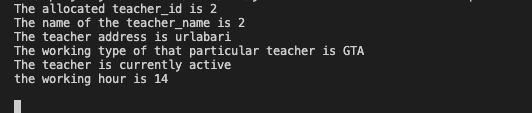 The allocated teacher_id is 2
The name of the teacher_name is 2
The teacher address is urlabari
The working type of that particular teacher is GTA
The teacher is currently active
the working hour is 14